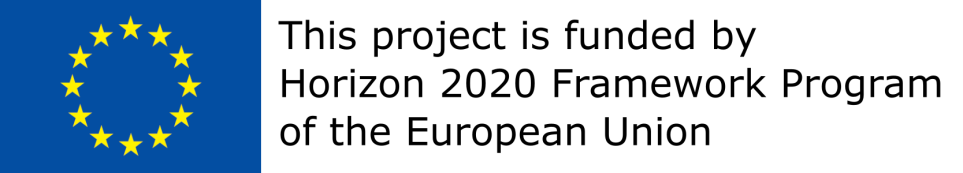 This project is funded by
Horizon 2020 Framework Program
of the European Union